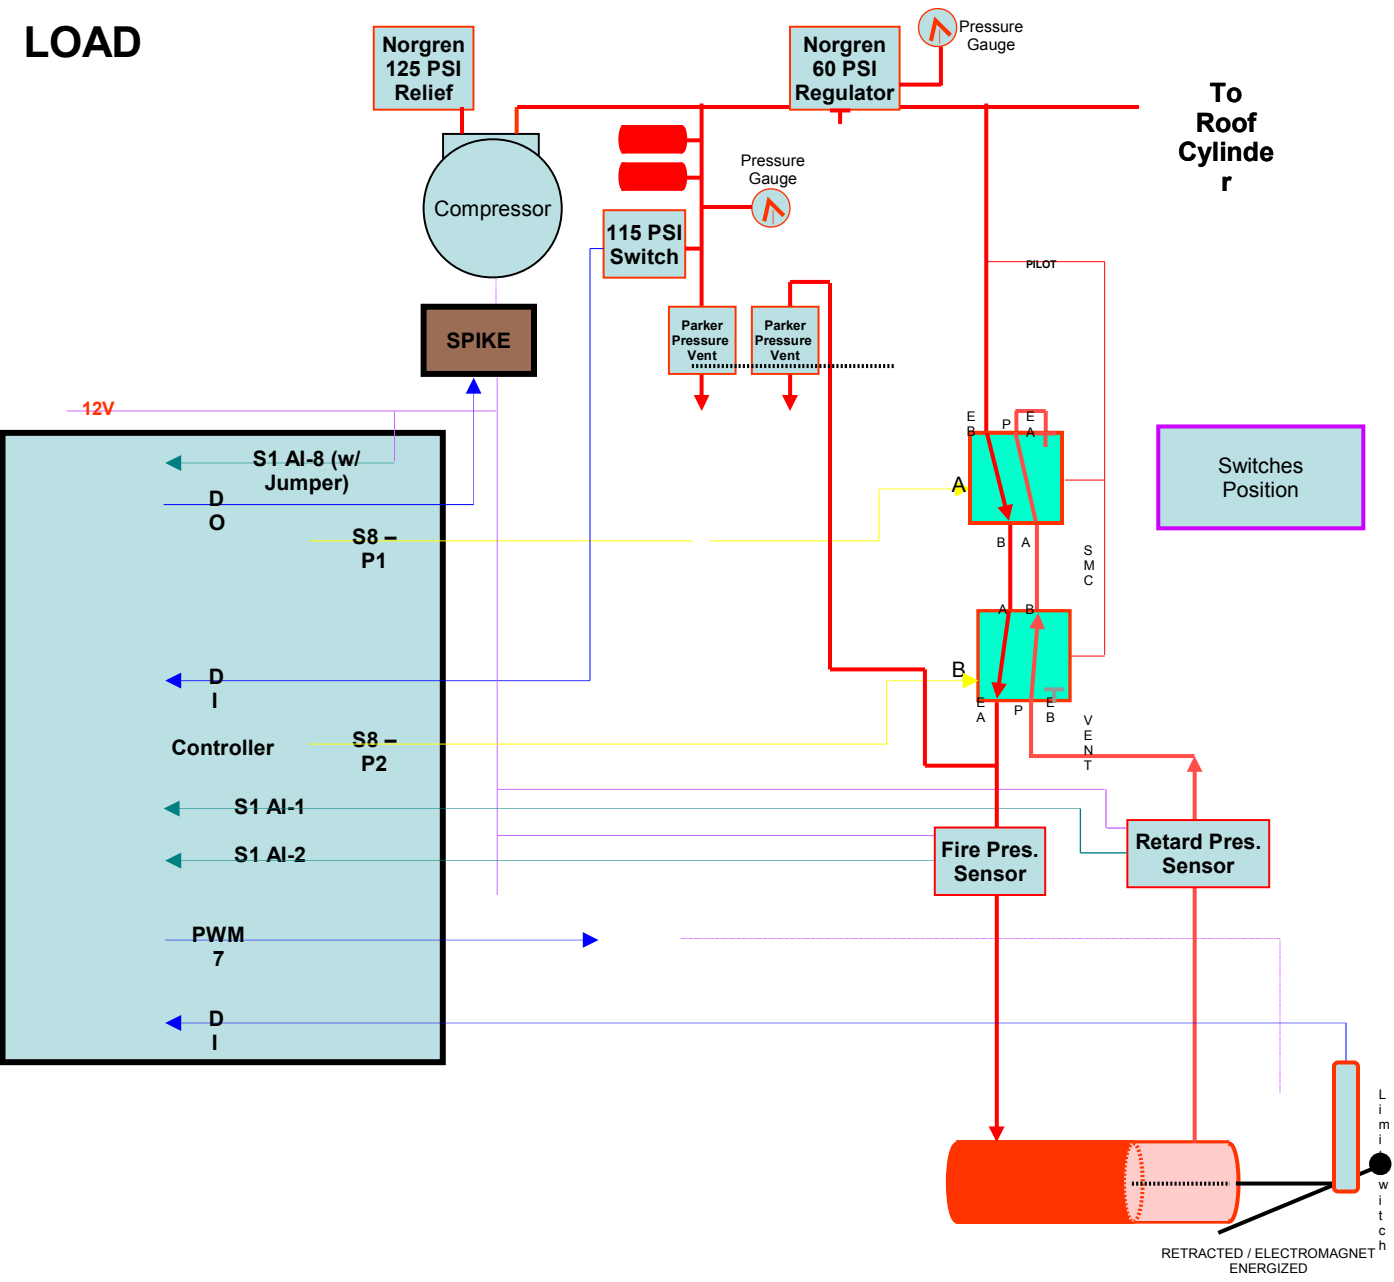 LOAD
Norgren
125 PSI
Relief
Norgren
60 PSI
Regulator
Pressure
Gauge
To
Roof
Cylinde
r
Compressor
Pressure
Gauge
115 PSI
Switch
PILOT
SPIKE
Parker
Pressure
Vent
Parker
Pressure
Vent
12V
E
B
P
E
A
S1 AI-8 (w/
Jumper)
D
O
A
Switches
Position
S8 –
P1
B
A
S
M
C
A
B
D
I
B
E
A
P
E
B
V
E
N
T
Controller
S8 –
P2
S1 AI-1
S1 AI-2
Fire Pres.
Sensor
Retard Pres.
Sensor
PWM
7
D
I
L
i
m
i
w
i
t
c
h
RETRACTED / ELECTROMAGNET
ENERGIZED